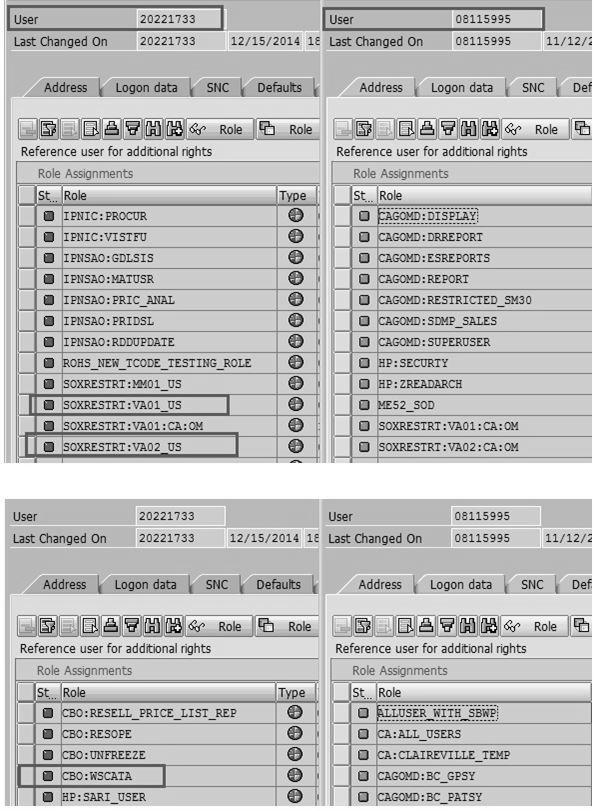 User 20221733
Last Changed On 20221733 12/15/2014 18
Address Logon data SNC Defaults
Role Role
Reference user for additional rights
Role Assignments
St.. Role Type
IPNIC:PROCUR
IPNIC:VISTFU
IPNSAO:GDLSIS
IPNSAO:MATUSR
IPNSAO:PRIC_ANAL
IPNSAO:PRIDSL
IPNSAO:RDDUPDATE
ROHS_NEW_TCODE_TESTING_ROLE
SOXRESTRT:MM01_US
SOXRESTRT:VA01_US
SOXRESTRT:VA01:CA:OM
SOXRESTRT:VA02_US
User 08115995
Last Changed On 08115995 11/12/2
Address Logon data SNC Def
Role
Reference user for additional rights
Role Assignments
St.. Role
CAGOMD:DISPLAY
CAGOMD:DRREPORT
CAGOMD:ESREPORTS
CAGOMD:REPORT
CAGOMD:RESTRICTED_SM30
CAGOMD:SDMP_SALES
CAGOMD:SUPERUSER
HP:SECURTY
HP:ZREADARCH
ME52_SOD
SOXRESTRT:VA01:CA:OM
SOXRESTRT:VA02:CA:OM
User 20221733
Last Changed On 20221733 12/15/2014 18
Address Logon data SNC Defaults
Role Role
Reference user for additional rights
Role Assignments
St.. Role Type
CBO:RESELL_PRICE_LIST_REP
CBO:RESOPE
CBO:UNFREEZE
CBO:WSCATA
HP:SARI_USER
User 08115995
Last Changed On 08115995 11/12/2
Address Logon data SNC Def
Role
Reference user for additional rights
Role Assignments
St.. Role
ALLUSER_WITH_SBWP
CA:ALL_USERS
CA:CLAIREVILLE_TEMP
CAGOMD:BC_GPSY
CAGOMD:BC_PATSY